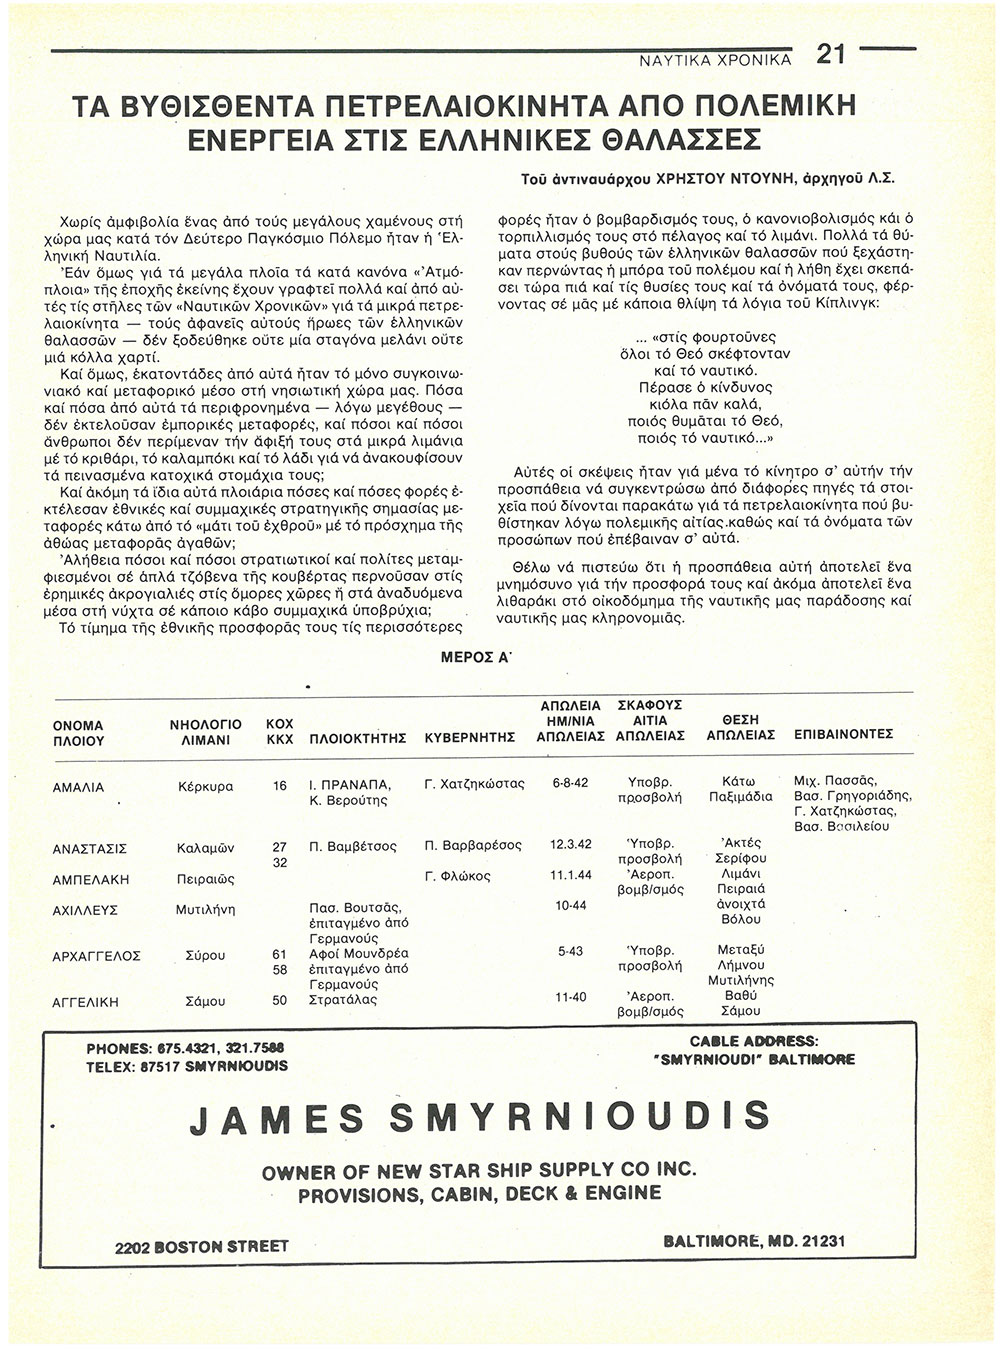 ΝΑΥΤΙΚΑ ΧΡΟΝΙΚΑ 21
ΤΑ ΒΥΘΙΣΘΕΝΤΑ ΠΕΤΡΕΛΑΙΟΚΙΝΗΤΑ ΑΠΟ ΠΟΛΕΜΙΚΗ
ΕΝΕΡΓΕΙΑ ΣΤΙΣ ΕΛΛΗΝΙΚΕΣ ΘΑΛΑΣΣΕΣ
Τοῦ ἀντιναυάρχου ΧΡΗΣΤΟΥ ΝΤΟΥΝΗ, ἀρχηγοῦ Λ.Σ.
Χωρίς ἀμφιβολία ἕνας ἀπό τούς μεγάλους χαμένους στή
χώρα μας κατά τόν Δεύτερο Παγκόσμιο Πόλεμο ἦταν ἡ Ἑλ-
ληνική Ναυτιλία.
Ἐάν ὅμως γιά τά μεγάλα πλοῖα τά κατά κανόνα «Ἀτμό-
πλοια» τῆς ἐποχῆς ἐκείνης ἔχουν γραφτεῖ πολλά καί ἀπό αὐ-
τές τίς στῆλες τῶν «Ναυτικῶν Χρονικῶν» γιά τά μικρά πετρε-
λαιοκίνητα — τούς ἀφανεῖς αὐτούς ἥρωες τῶν ἑλληνικῶν
θαλασσῶν — δέν ξοδεύθηκε οὔτε μία σταγόνα μελάνι οὔτε
μιά κόλλα χαρτί.
Καί ὅμως, ἑκατοντάδες ἀπό αὐτά ἦταν τό μόνο συγκοινω-
νιακό καί μεταφορικό μέσο στή νησιωτική χώρα μας. Πόσα
καί πόσα ἀπό αὐτά τά περιφρονημένα — λόγω μεγέθους —
δέν ἐκτελοῦσαν ἐμπορικές μεταφορές, καί πόσοι καί πόσοι
ἄνθρωποι δέν περίμεναν τήν ἄφιξή τους στά μικρά λιμάνια
μέ τό κριθάρι, τό καλαμπόκι καί τό λάδι γιά νά ἀνακουφίσουν
τά πεινασμένα κατοχικά στομάχια τους;
Καί ἀκόμη τά ἴδια αὐτά πλοιάρια πόσες καί πόσες φορές ἐ-
κτέλεσαν ἐθνικές καί συμμαχικές στρατηγικῆς σημασίας με-
ταφορές κάτω ἀπό τό «μάτι τοῦ ἐχθροῦ» μέ τό πρόσχημα τῆς
ἀθώας μεταφορᾶς ἀγαθῶν;
Ἀλήθεια πόσοι καί πόσοι στρατιωτικοί καί πολίτες μεταμ-
φιεσμένοι σέ ἁπλά τζόβενα τῆς κουβέρτας περνοῦσαν στίς
ἐρημικές ἀκρογιαλιές στίς ὅμορες χῶρες ἤ στά ἀναδυόμενα
μέσα στή νύχτα σέ κάποιο κάβο συμμαχικά ὑποβρύχια;
Τό τίμημα τῆς ἐθνικῆς προσφορᾶς τους τίς περισσότερες
φορές ἦταν ὁ βομβαρδισμός τους, ὁ κανονιοβολισμός κάι ὁ
τορπιλλισμός τους στό πέλαγος καί τό λιμάνι. Πολλά τά θύ-
ματα στούς βυθούς τῶν ἑλληνικῶν θαλασσῶν πού ξεχάστη-
καν περνώντας ἡ μπόρα τοῦ πολέμου καί ἡ λήθη ἔχει σκεπά-
σει τώρα πιά καί τίς θυσίες τους καί τά ὀνόματά τους, φέρ-
νοντας σέ μᾶς μέ κάποια θλίψη τά λόγια τοῦ Κίπλινγκ:
... «στίς φουρτοῦνες
ὅλοι τό Θεό σκέφτονταν
καί τό ναυτικό.
Πέρασε ὁ κίνδυνος
κιόλα πᾶν καλά,
ποιός θυμᾶται τό Θεό,
ποιός τό ναυτικό...»
Αὐτές οἱ σκέψεις ἦταν γιά μένα τό κίνητρο σ' αὐτήν τήν
προσπάθεια νά συγκεντρώσω ἀπό διάφορες πηγές τά στοι-
χεῖα πού δίνονται παρακάτω γιά τά πετρελαιοκίνητα πού βυ-
θίστηκαν λόγω πολεμικῆς αἰτίας.καθώς καί τά ὀνόματα τῶν
προσώπων πού ἐπέβαιναν σ' αὐτά.
Θέλω νά πιστεύω ὅτι ἡ προσπάθεια αὐτή ἀποτελεῖ ἕνα
μνημόσυνο γιά τήν προσφορά τους καί ἀκόμα ἀποτελεῖ ἕνα
λιθαράκι στό οἰκοδόμημα τῆς ναυτικῆς μας παράδοσης καί
ναυτικῆς μας κληρονομιᾶς.
ΜΕΡΟΣ Α΄
ΑΠΩΛΕΙΑ ΣΚΑΦΟΥΣ
ΟΝΟΜΑ ΝΗΟΛΟΓΙΟ ΚΟΧ ΗΜ/ΝΙΑ ΑΙΤΙΑ ΘΕΣΗ
ΠΛΟΙΟΥ ΛΙΜΑΝΙ ΚΚΧ ΠΛΟΙΟΚΤΗΤΗΣ ΚΥΒΕΡΝΗΤΗΣ ΑΠΩΛΕΙΑΣ ΑΠΩΛΕΙΑΣ ΑΠΩΛΕΙΑΣ ΕΠΙΒΑΙΝΟΝΤΕΣ
ΑΜΑΛΙΑ Κέρκυρα 16 Ι. ΠΡΑΝΑΠΑ, Γ. Χατζηκώστας 6-8-42 Υποβρ. Κάτω Μιχ. Πασσᾶς,
Κ. Βερούτης προσβολή Παξιμάδια Βασ. Γρηγοριάδης,
Γ. Χατζηκώστας,
Βασ. Βασιλείου
ΑΝΑΣΤΑΣΙΣ Καλαμῶν 27 Π. Βαμβέτσος Π. Βαρβαρέσος 12.3.42 Ὑποβρ. Ἀκτές
32 προσβολή Σερίφου
ΑΜΠΕΛΑΚΗ Πειραιῶς Γ. Φλώκος 11.1.44 Ἀεροπ. Λιμάνι
βομβ/σμός Πειραιά
ΑΧΙΛΛΕΥΣ Μυτιλήνη Πασ. Βουτσᾶς, 10-44 ἀνοιχτά
ἐπιταγμένο ἀπό Βόλου
Γερμανούς
ΑΡΧΑΓΓΕΛΟΣ Σύρου 61 Αφοί Μουνδρέα 5-43 Ὑποβρ. Μεταξύ
58 ἐπιταγμένο ἀπό προσβολή Λήμνου
Γερμανούς Μυτιλήνης
ΑΓΓΕΛΙΚΗ Σάμου 50 Στρατάλας 11-40 Ἀεροπ. Βαθύ
βομβ/σμός Σάμου
PHONES: 675.4321, 321.7588 CABLE ADDRESS:
TELEX: 87517 SMYRNIOUDIS "SMYRNIOUDI" BALTIMORE
JAMES SMYRNIOUDIS
OWNER OF NEW STAR SHIP SUPPLY CO INC.
PROVISIONS, CABIN, DECK & ENGINE
2202 BOSTON STREET BALTIMORE, MD. 21231